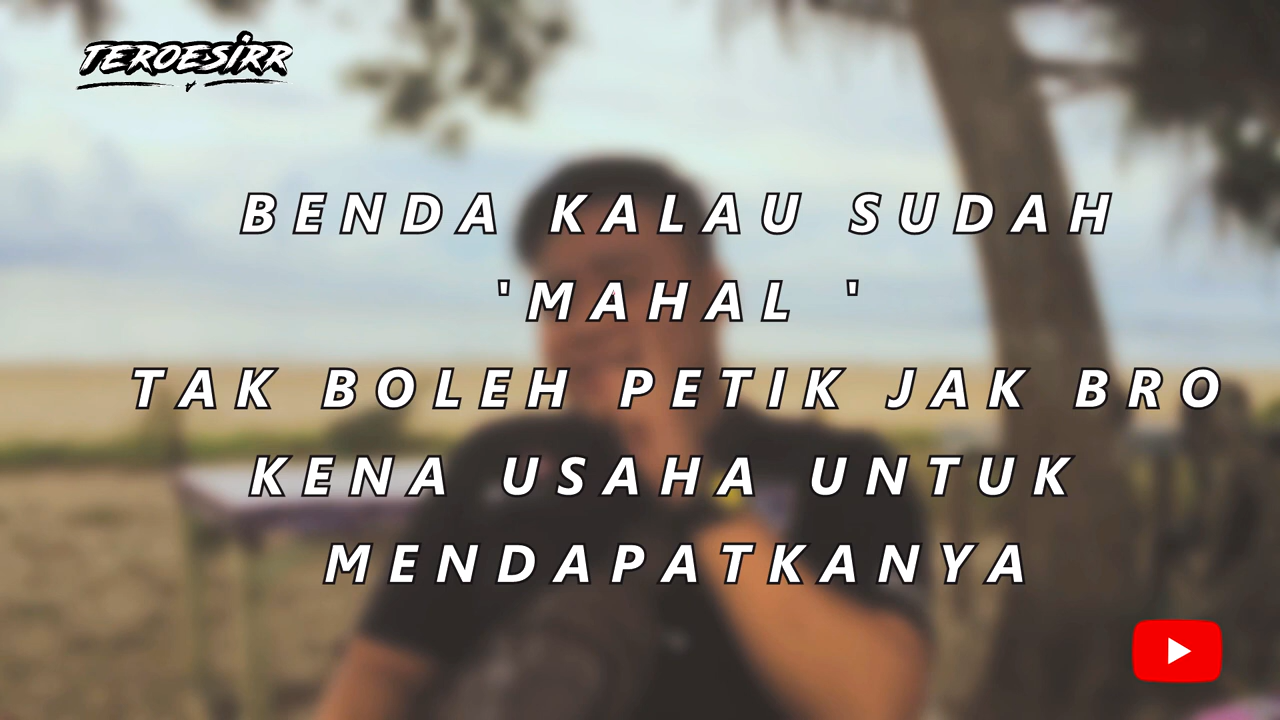 TEROESIRR
BENDA KALAU SUDAH
'MAHAL '
TAK BOLEH PETIK JAK BRO
KENA USAHA UNTUK
MENDAPATKANYA